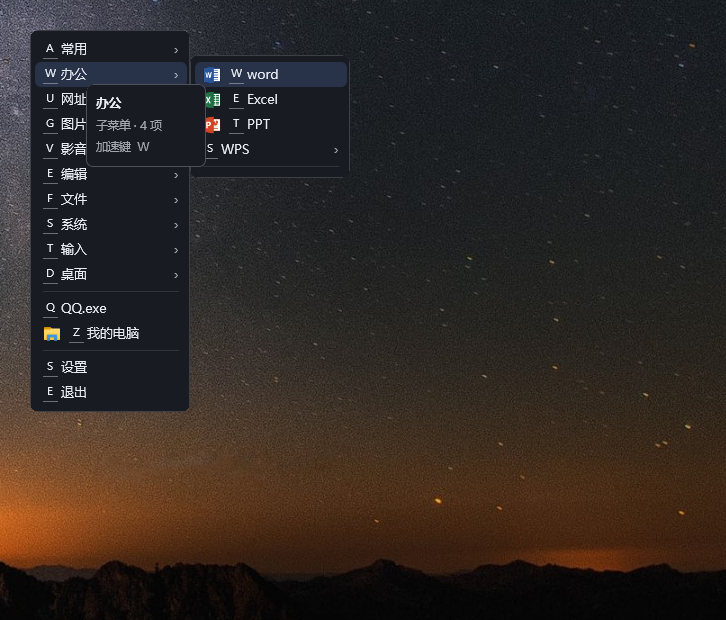 A 常用
W 办公
U 网址
G 图片
V 影音
E 编辑
F 文件
S 系统
T 输入
D 桌面
Q QQ.exe
Z 我的电脑
S 设置
E 退出
办公
子菜单 · 4 项
加速键 W
W word
E Excel
T PPT
S WPS